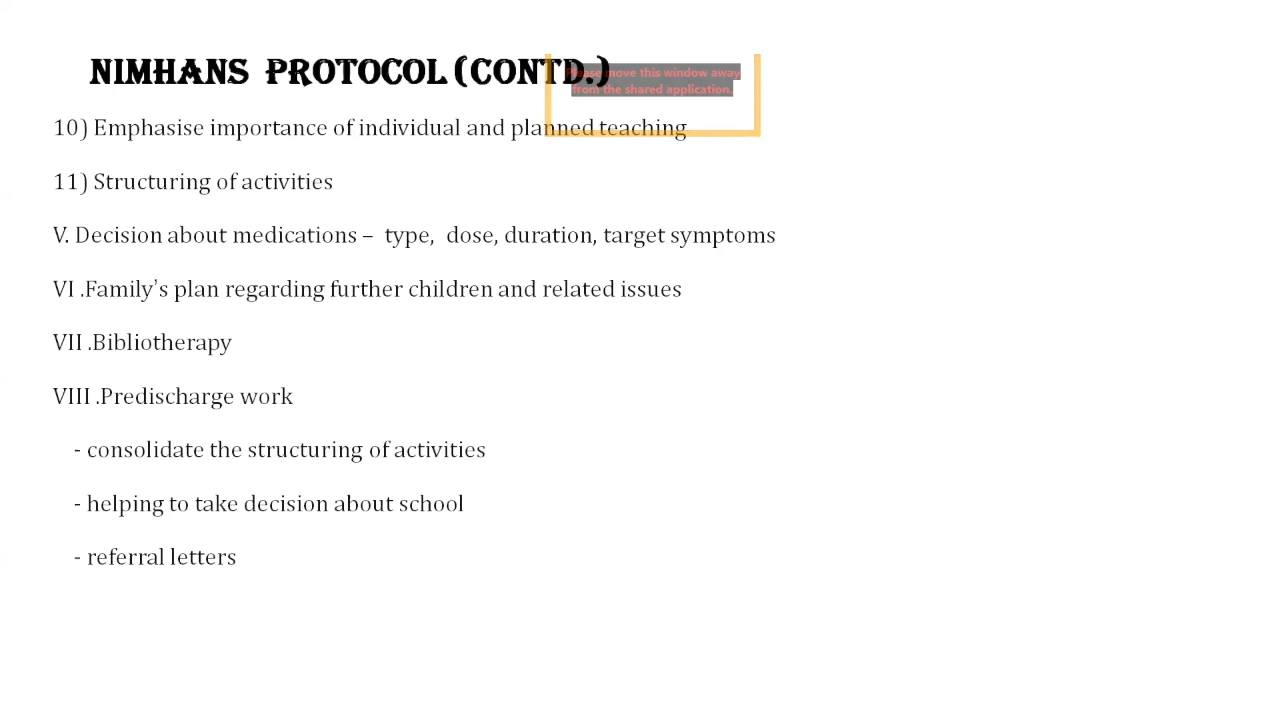 NIMHANS PROTOCOL (CONTD.)
Please move this window away
from the shared application.
10) Emphasise importance of individual and planned teaching
11) Structuring of activities
V. Decision about medications – type, dose, duration, target symptoms
VI .Family's plan regarding further children and related issues
VII .Bibliotherapy
VIII .Predischarge work
- consolidate the structuring of activities
- helping to take decision about school
- referral letters